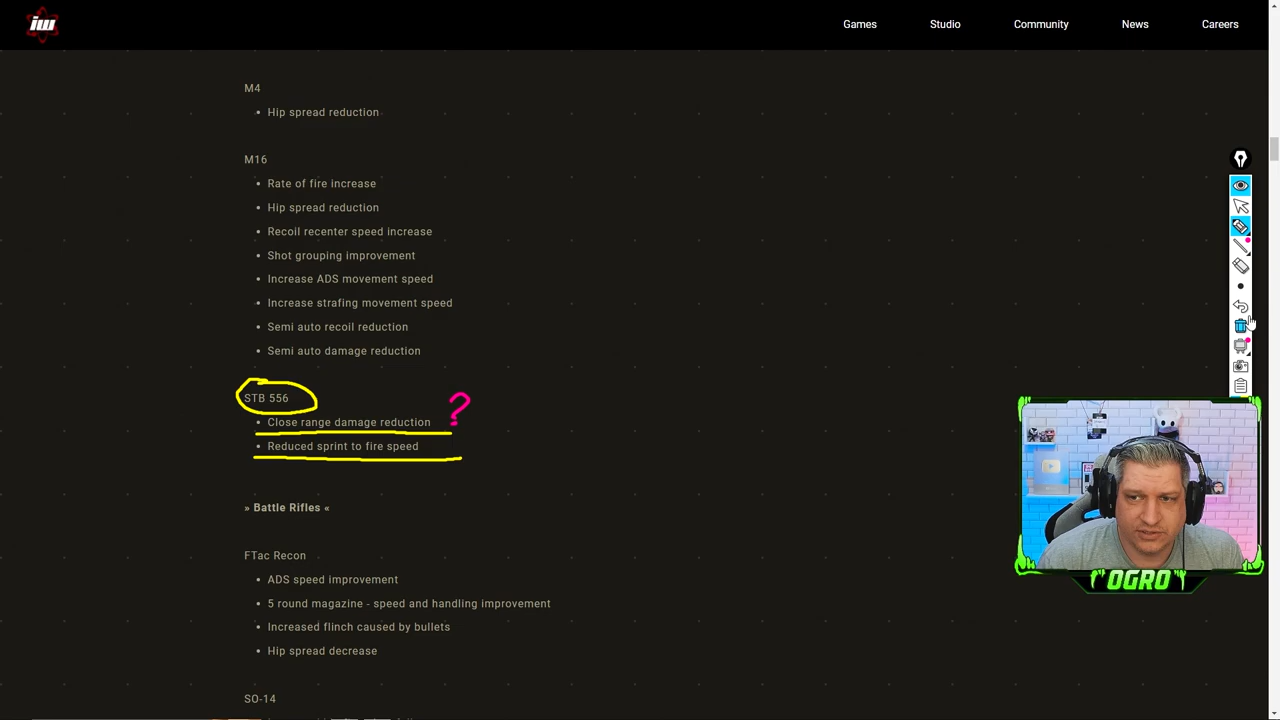 iw
Games
Studio
Community
News
Careers
M4
• Hip spread reduction
M16
• Rate of fire increase
• Hip spread reduction
• Recoil recenter speed increase
• Shot grouping improvement
• Increase ADS movement speed
• Increase strafing movement speed
• Semi auto recoil reduction
• Semi auto damage reduction
STB 556
?
• Close range damage reduction
• Reduced sprint to fire speed
» Battle Rifles «
FTac Recon
• ADS speed improvement
• 5 round magazine - speed and handling improvement
• Increased flinch caused by bullets
• Hip spread decrease
OGRO
SO-14